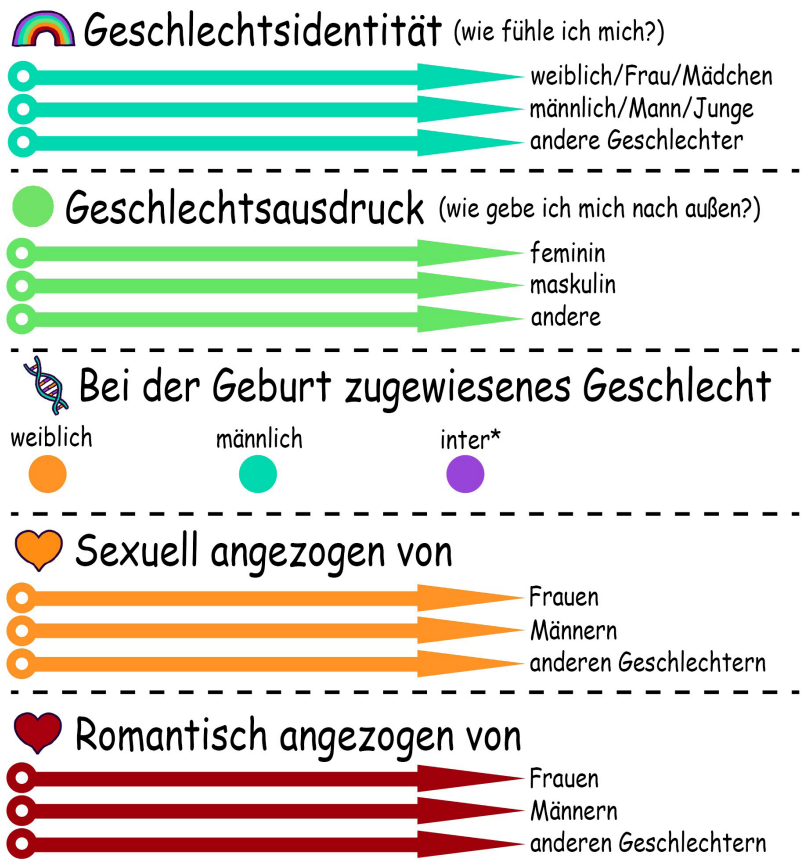 Geschlechtsidentität (wie fühle ich mich?)
weiblich/Frau/Mädchen
männlich/Mann/Junge
andere Geschlechter
Geschlechtsausdruck (wie gebe ich mich nach außen?)
feminin
maskulin
andere
Bei der Geburt zugewiesenes Geschlecht
weiblich männlich inter*
Sexuell angezogen von
Frauen
Männern
anderen Geschlechtern
Romantisch angezogen von
Frauen
Männern
anderen Geschlechtern